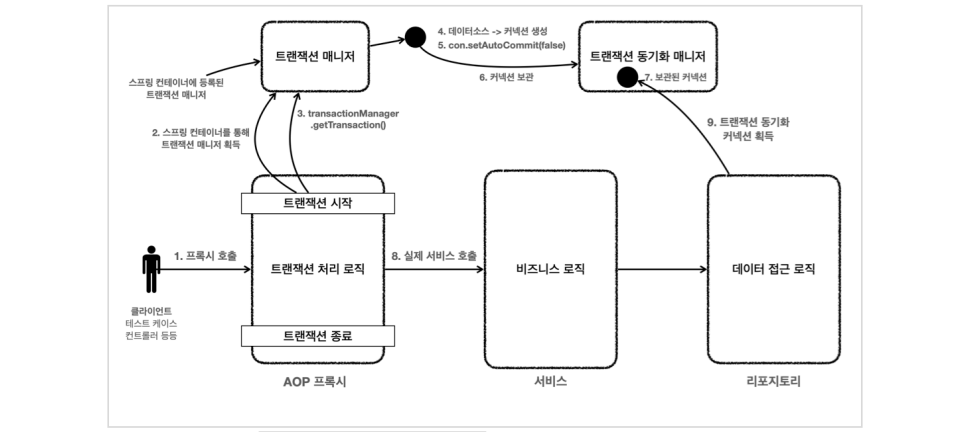 트랜잭션 매니저
4. 데이터소스 -> 커넥션 생성
5. con.setAutoCommit(false)
트랜잭션 동기화 매니저
6. 커넥션 보관
7. 보관된 커넥션
스프링 컨테이너에 등록된
트랜잭션 매니저
3. transactionManager
.getTransaction()
2. 스프링 컨테이너를 통해
트랜잭션 매니저 획득
9. 트랜잭션 동기화
커넥션 획득
트랜잭션 시작
1. 프록시 호출
트랜잭션 처리 로직
8. 실제 서비스 호출
비즈니스 로직
데이터 접근 로직
클라이언트
테스트 케이스
컨트롤러 등등
트랜잭션 종료
AOP 프록시
서비스
리포지토리